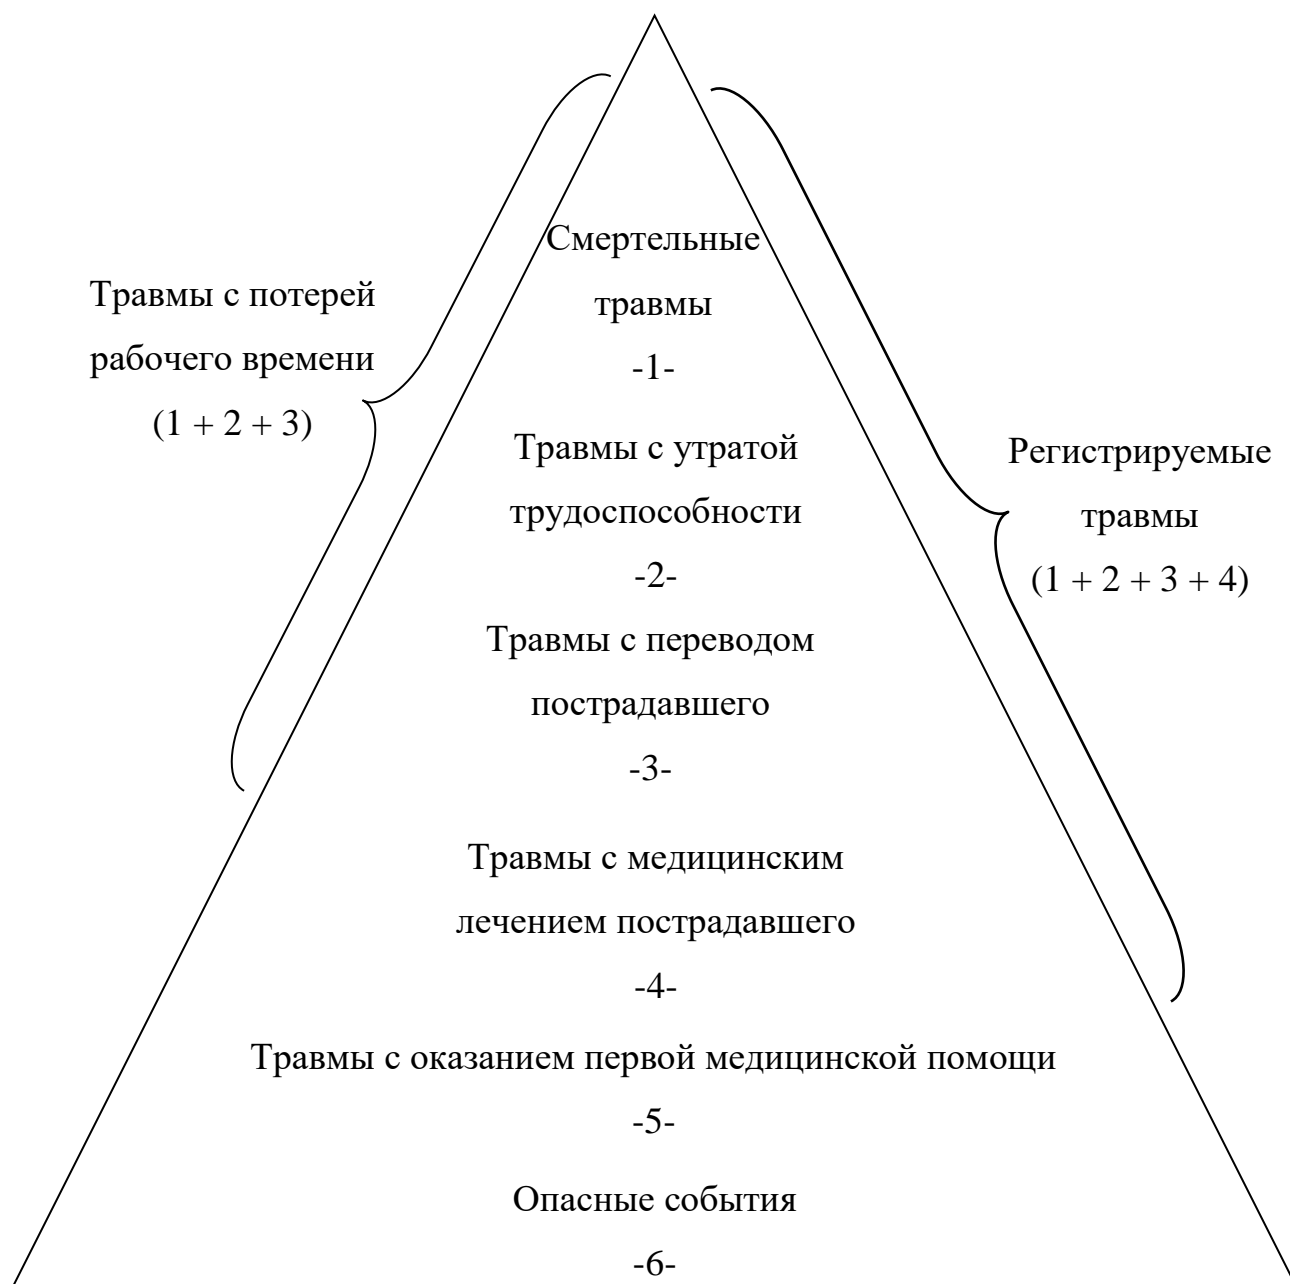 Смертельные
травмы
-1-
Травмы с потерей
рабочего времени
(1 + 2 + 3)
Травмы с утратой
трудоспособности
-2-
Регистрируемые
травмы
(1 + 2 + 3 + 4)
Травмы с переводом
пострадавшего
-3-
Травмы с медицинским
лечением пострадавшего
-4-
Травмы с оказанием первой медицинской помощи
-5-
Опасные события
-6-